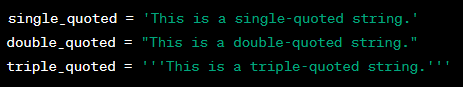 single_quoted = 'This is a single-quoted string.'
double_quoted = "This is a double-quoted string."
triple_quoted = '''This is a triple-quoted string.'''